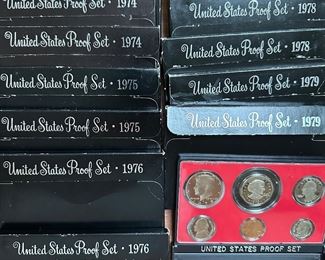 United States Proof Set · 1974
United States Proof Set · 1974
United States Proof Set · 1975
United States Proof Set · 1975
United States Proof Set · 1976
United States Proof Set · 1976
United States Proof Set · 1978
United States Proof Set · 1978
United States Proof Set · 1979
United States Proof Set · 1979
UNITED STATES PROOF SET